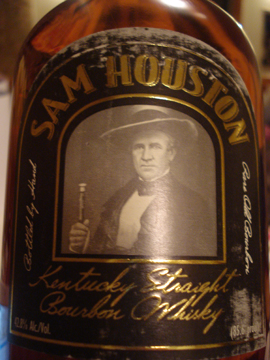 SAM HOUSTON
Bottled by Hand
Rare Old Bourbon
Kentucky Straight
Bourbon Whisky